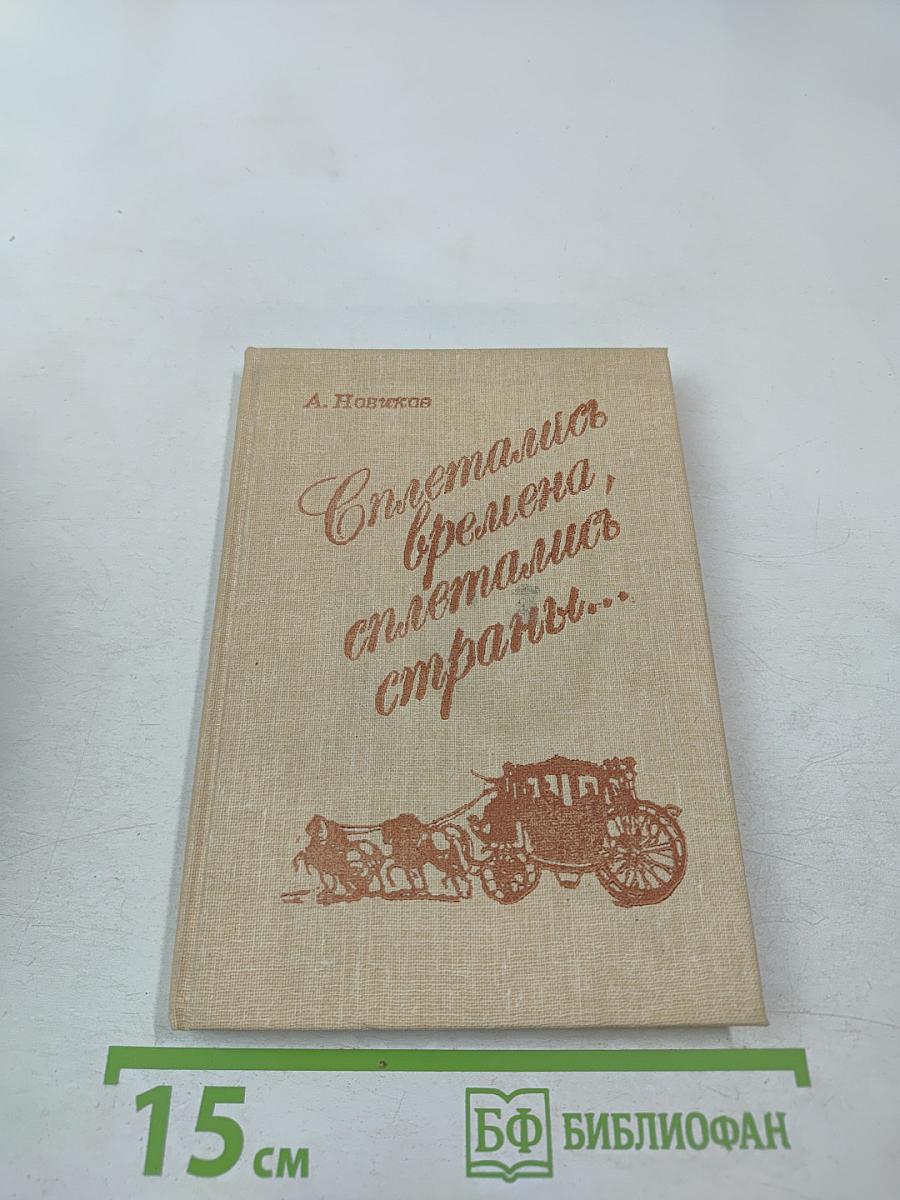 А. Новиков
Сплетались
времена,
сплетались
страны...
15 см
БФ БИБЛИОФАН